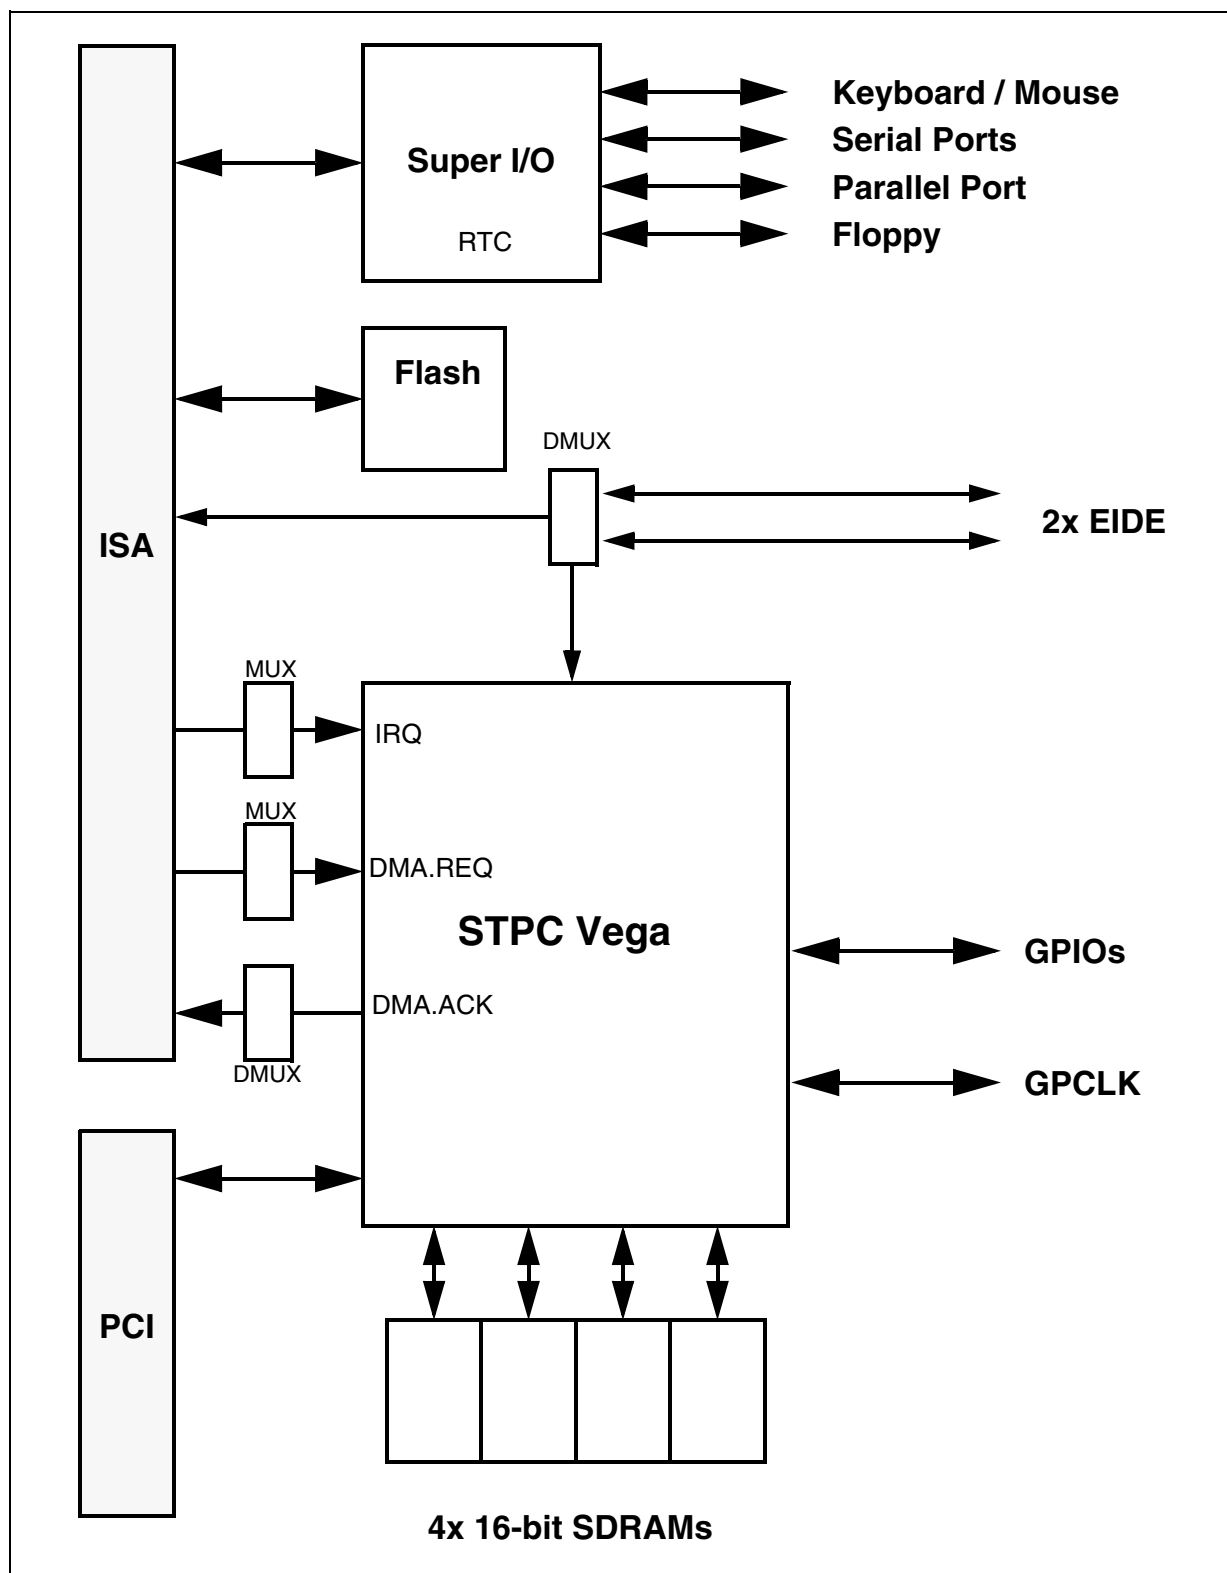 Keyboard / Mouse
Serial Ports
Super I/O
Parallel Port
RTC
Floppy
Flash
DMUX
ISA
2x EIDE
MUX
IRQ
MUX
DMA.REQ
STPC Vega
GPIOs
DMA.ACK
DMUX
GPCLK
PCI
4x 16-bit SDRAMs